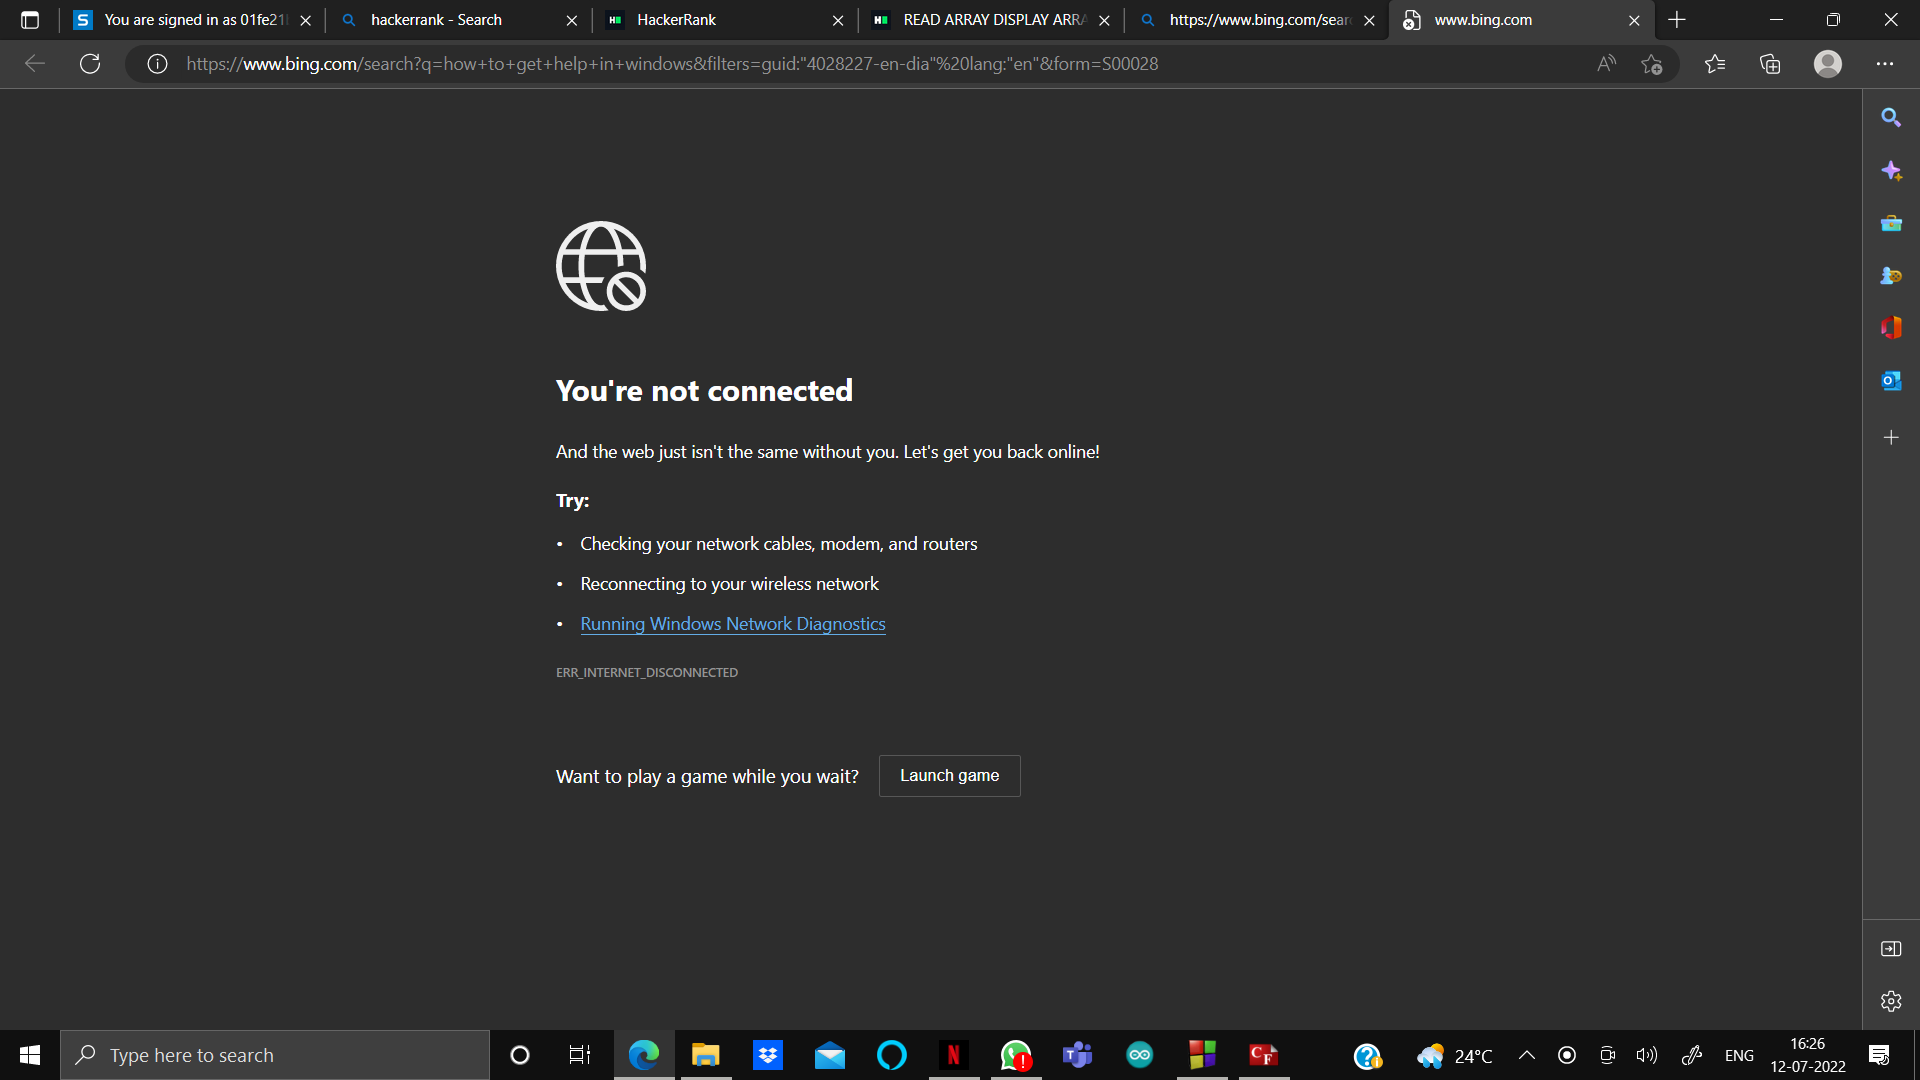 You are signed in as 01fe21
hackerrank - Search
HackerRank
READ ARRAY DISPLAY ARRA
https://www.bing.com/sear
www.bing.com
https://www.bing.com/search?q=how+to+get+help+in+windows&filters=guid:"4028227-en-dia"%20lang:"en"&form=S00028
You're not connected
And the web just isn't the same without you. Let's get you back online!
Try:
• Checking your network cables, modem, and routers
• Reconnecting to your wireless network
• Running Windows Network Diagnostics
ERR_INTERNET_DISCONNECTED
Want to play a game while you wait?
Launch game
Type here to search
24°C
ENG
16:26
12-07-2022